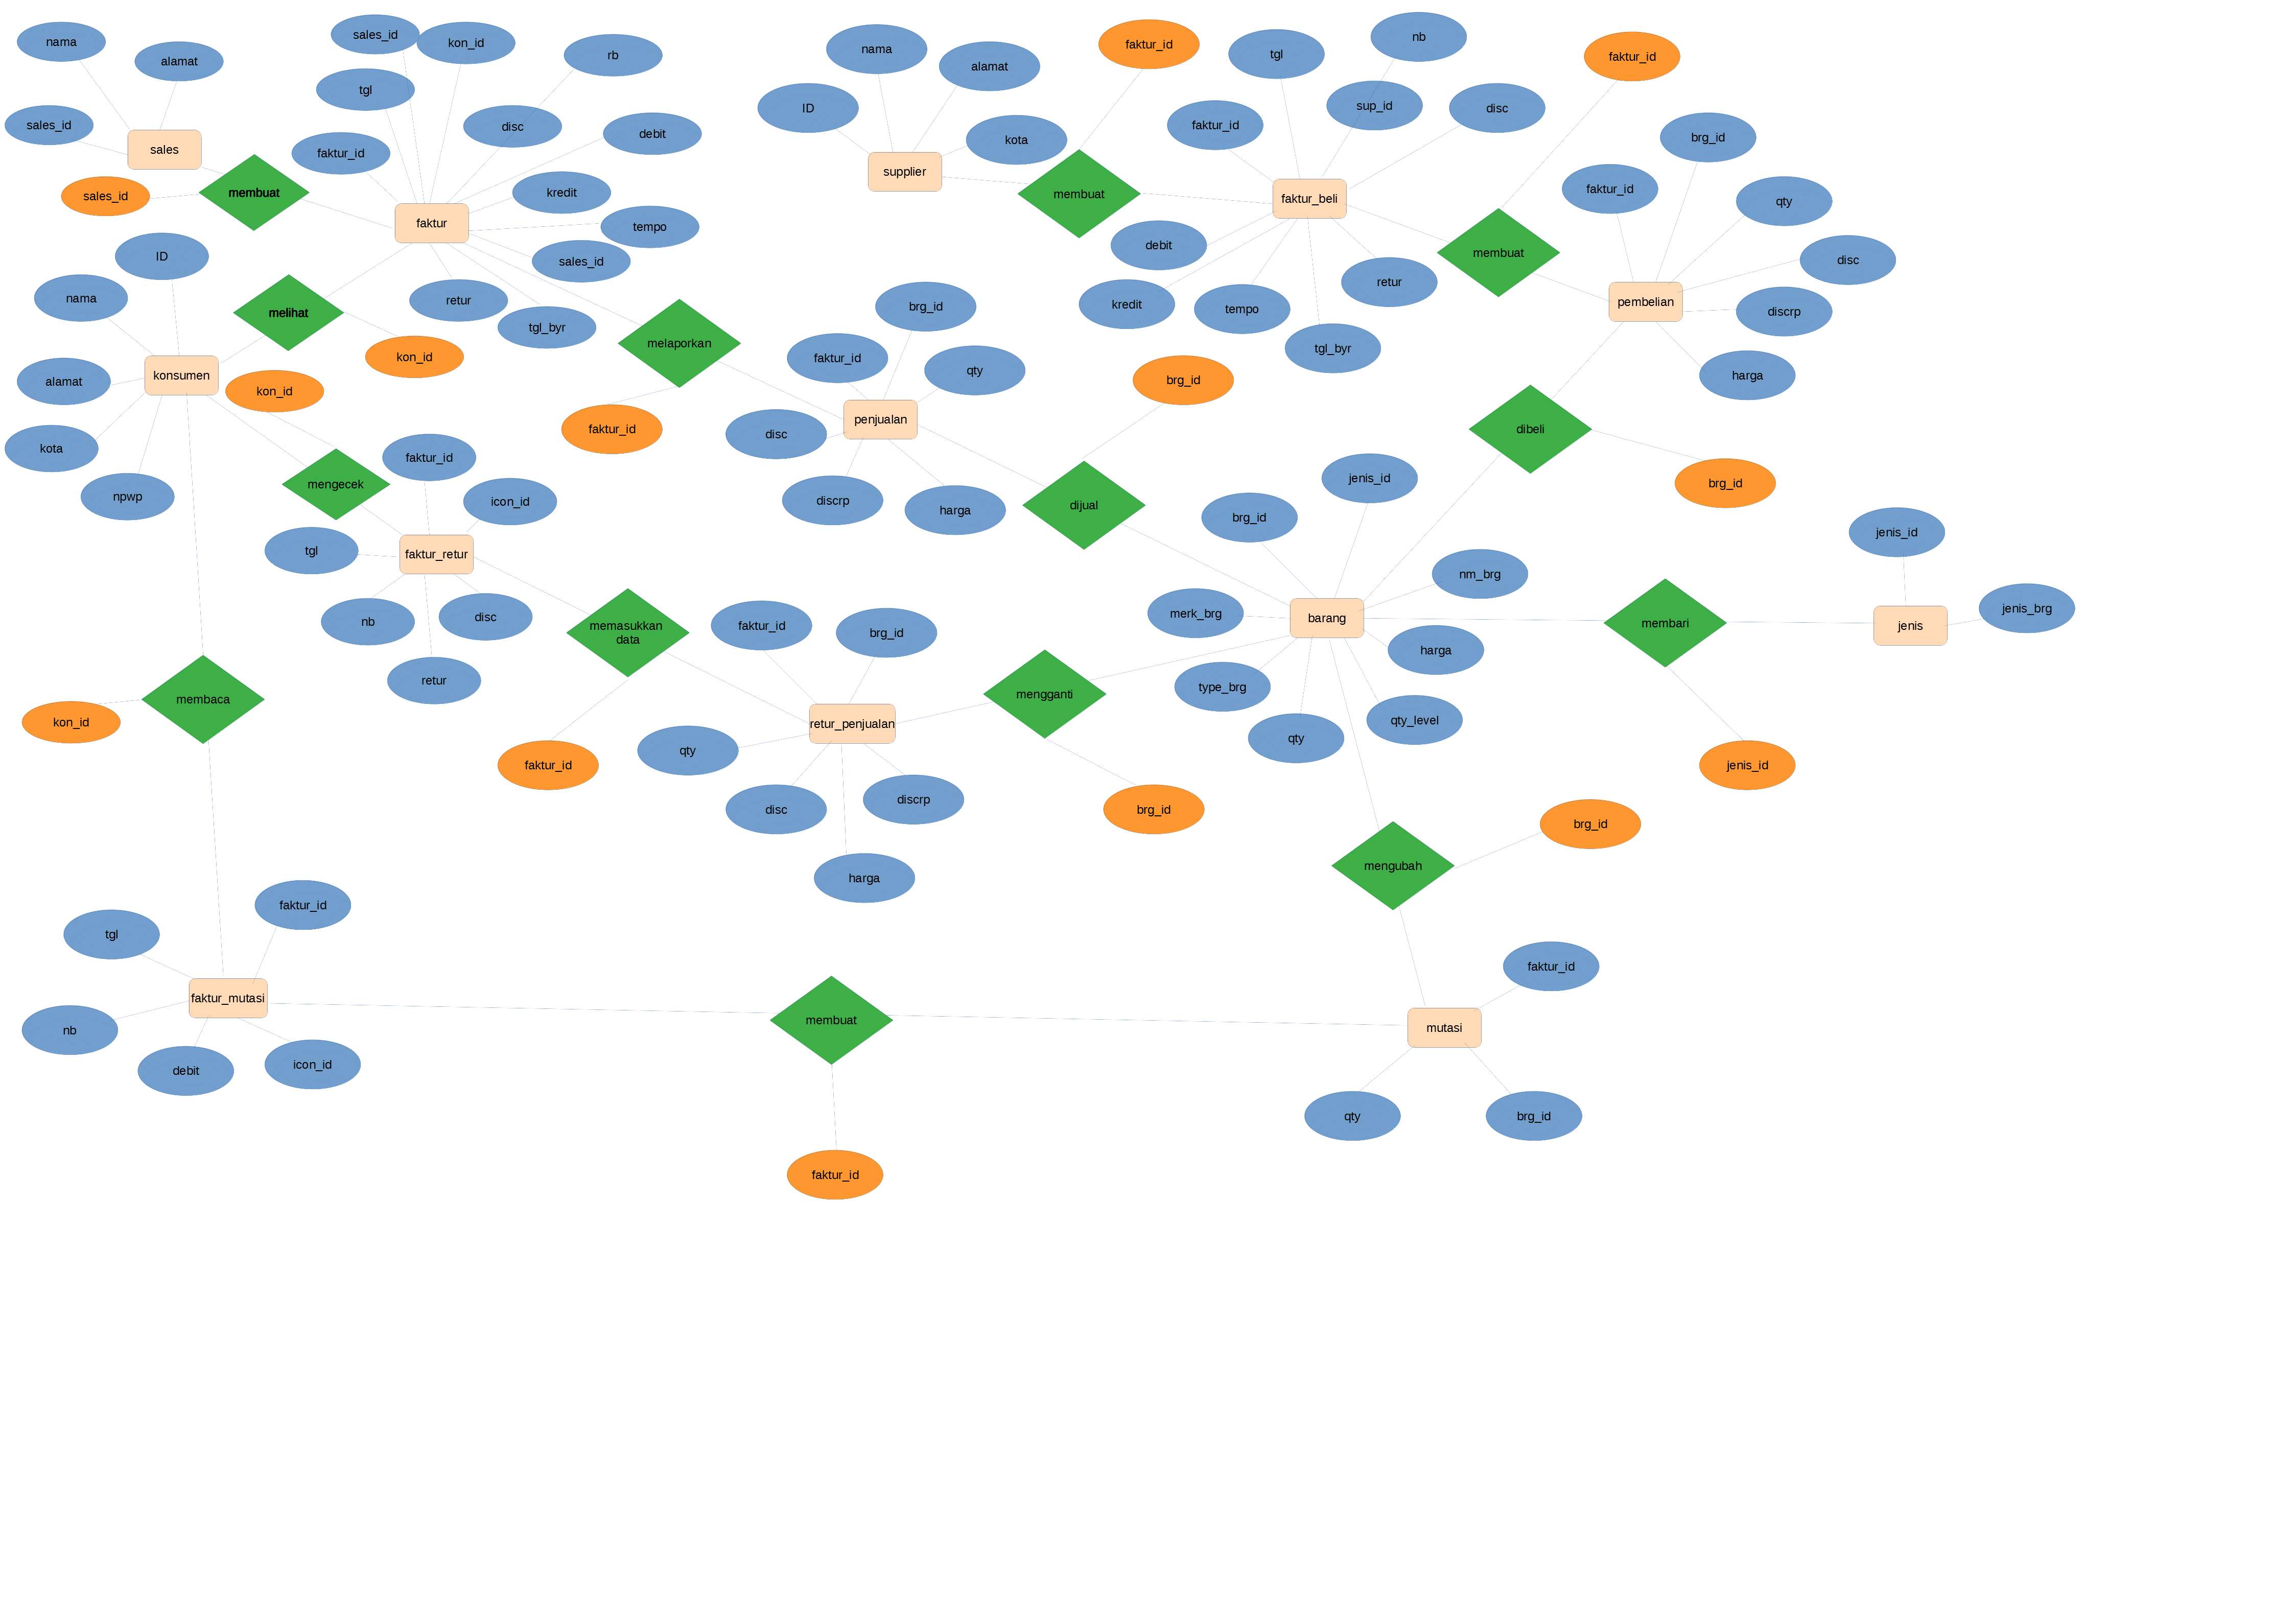 nama
alamat
sales_id
sales
sales_id
membuat
sales_id
kon_id
rb
tgl
disc
debit
faktur_id
kredit
faktur
tempo
sales_id
retur
tgl_byr
ID
nama
melihat
kon_id
konsumen
alamat
kon_id
kota
npwp
mengecek
melaporkan
faktur_id
nama
alamat
ID
kota
supplier
faktur_id
membuat
tgl
nb
sup_id
disc
faktur_id
faktur_beli
debit
kredit
tempo
retur
tgl_byr
faktur_id
brg_id
faktur_id
qty
membuat
disc
pembelian
discrp
harga
brg_id
faktur_id
qty
penjualan
disc
discrp
harga
brg_id
dijual
dibeli
brg_id
faktur_id
icon_id
tgl
faktur_retur
nb
disc
retur
memasukkan
data
faktur_id
faktur_id
brg_id
retur_penjualan
qty
disc
discrp
harga
mengganti
brg_id
jenis_id
brg_id
nm_brg
merk_brg
barang
harga
type_brg
qty_level
qty
membari
jenis_id
jenis_id
jenis_brg
jenis
membaca
kon_id
mengubah
brg_id
faktur_id
tgl
faktur_mutasi
nb
debit
icon_id
membuat
faktur_id
faktur_id
mutasi
qty
brg_id